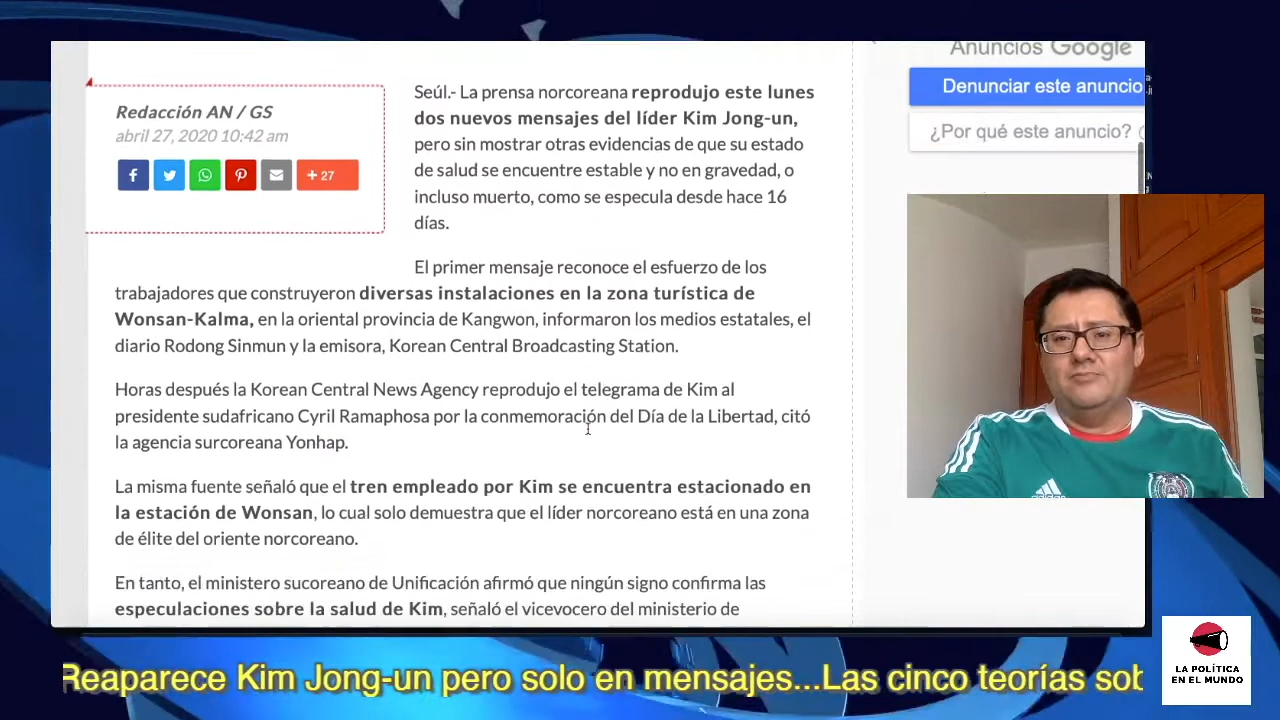 Anuncios Google
Denunciar este anuncio
¿Por qué este anuncio?
Redacción AN / GS
abril 27, 2020 10:42 am
+ 27
Seúl.- La prensa norcoreana reprodujo este lunes
dos nuevos mensajes del líder Kim Jong-un,
pero sin mostrar otras evidencias de que su estado
de salud se encuentre estable y no en gravedad, o
incluso muerto, como se especula desde hace 16
días.
El primer mensaje reconoce el esfuerzo de los
trabajadores que construyeron diversas instalaciones en la zona turística de
Wonsan-Kalma, en la oriental provincia de Kangwon, informaron los medios estatales, el
diario Rodong Sinmun y la emisora, Korean Central Broadcasting Station.
Horas después la Korean Central News Agency reprodujo el telegrama de Kim al
presidente sudafricano Cyril Ramaphosa por la conmemoración del Día de la Libertad, citó
la agencia surcoreana Yonhap.
La misma fuente señaló que el tren empleado por Kim se encuentra estacionado en
la estación de Wonsan, lo cual solo demuestra que el líder norcoreano está en una zona
de élite del oriente norcoreano.
En tanto, el ministero sucoreano de Unificación afirmó que ningún signo confirma las
especulaciones sobre la salud de Kim, señaló el vicevocero del ministerio de
adidas
LA POLÍTICA
EN EL MUNDO
Reaparece Kim Jong-un pero solo en mensajes...Las cinco teorías sob